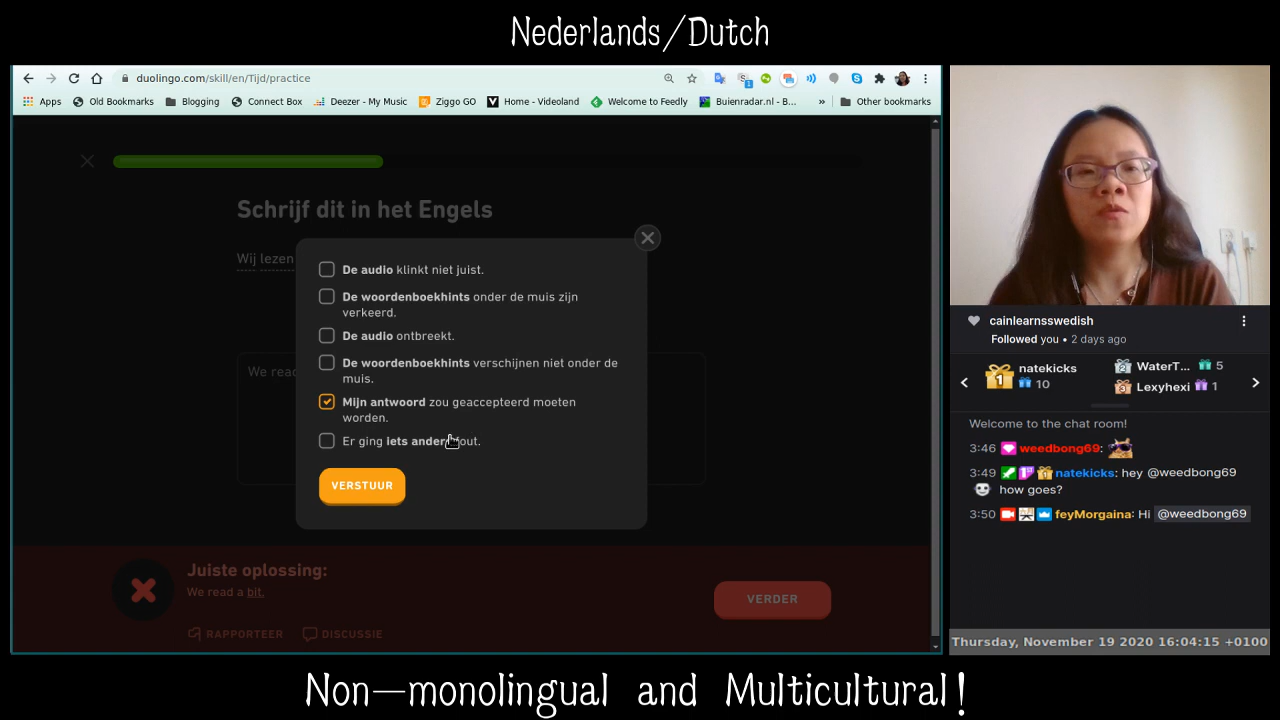 Nederlands/Dutch
duolingo.com/skill/en/Tijd/practice
Apps Old Bookmarks Blogging Connect Box Deezer - My Music Ziggo GO Home - Videoland Welcome to Feedly Buienradar.nl - B... » Other bookmarks
Schrijf dit in het Engels
Wij lezen
We read
De audio klinkt niet juist.
De woordenboekhints onder de muis zijn
verkeerd.
De audio ontbreekt.
De woordenboekhints verschijnen niet onder de
muis.
Mijn antwoord zou geaccepteerd moeten
worden.
Er ging iets ander out.
VERSTUUR
Juiste oplossing:
We read a bit.
RAPPORTEER DISCUSSIE
VERDER
cainlearnsswedish
Followed you • 2 days ago
natekicks
10
WaterT... 5
Lexyhexi 1
Welcome to the chat room!
3:46 weedbong69:
3:49 natekicks: hey @weedbong69
how goes?
3:50 feyMorgaina: Hi @weedbong69
Thursday, November 19 2020 16:04:15 +0100
Non-monolingual and Multicultural!